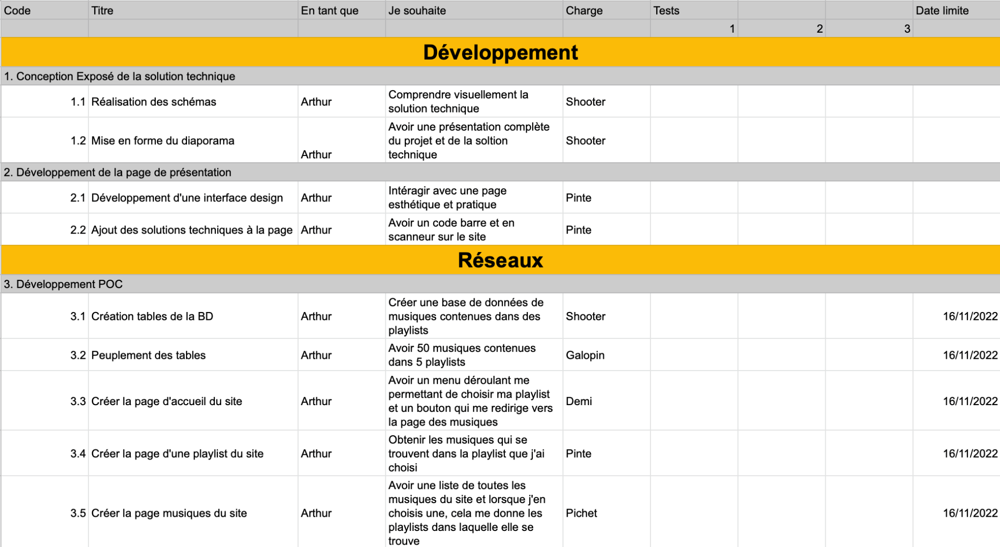 Code Titre En tant que Je souhaite Charge Tests Date limite
1 2 3
Développement
1. Conception Exposé de la solution technique
1.1 Réalisation des schémas Arthur Comprendre visuellement la
solution technique Shooter
1.2 Mise en forme du diaporama Arthur Avoir une présentation complète
du projet et de la soltion
technique Shooter
2. Développement de la page de présentation
2.1 Développement d'une interface design Arthur Intéragir avec une page
esthétique et pratique Pinte
2.2 Ajout des solutions techniques à la page Arthur Avoir un code barre et en
scanneur sur le site Pinte
Réseaux
3. Développement POC
3.1 Création tables de la BD Arthur Créer une base de données de
musiques contenues dans des
playlists Shooter 16/11/2022
3.2 Peuplement des tables Arthur Avoir 50 musiques contenues
dans 5 playlists Galopin 16/11/2022
3.3 Créer la page d'accueil du site Arthur Avoir un menu déroulant me
permettant de choisir ma playlist
et un bouton qui me redirige vers
la page des musiques Demi 16/11/2022
3.4 Créer la page d'une playlist du site Arthur Obtenir les musiques qui se
trouvent dans la playlist que j'ai
choisi Pinte 16/11/2022
3.5 Créer la page musiques du site Arthur Avoir une liste de toutes les
musiques du site et lorsque j'en
choisis une, cela me donne les
playlists dans laquelle elle se
trouve Pichet 16/11/2022